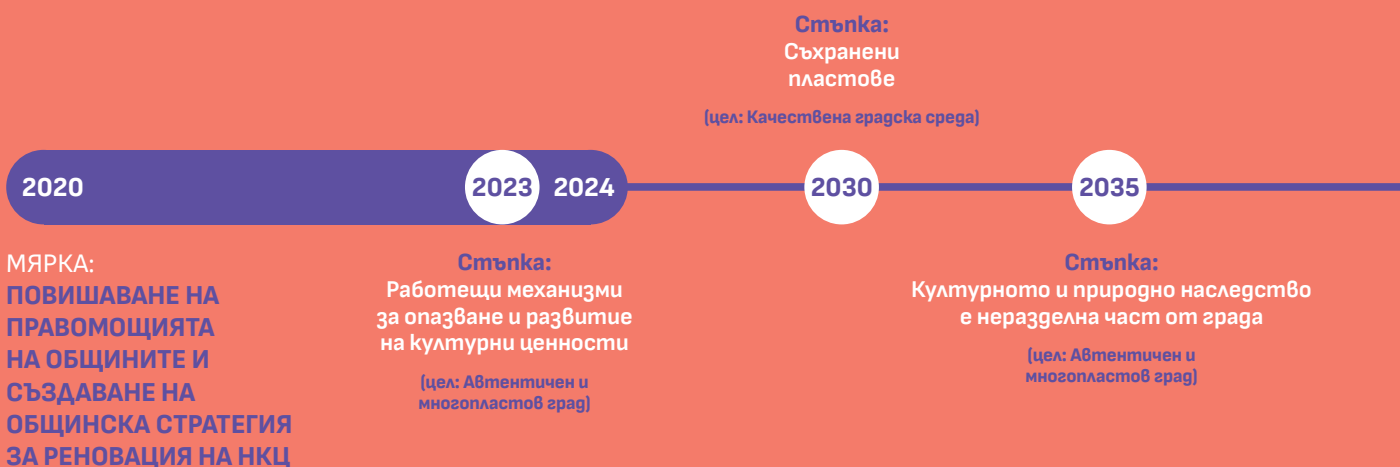 Стъпка:
Съхранени
пластове
(цел: Качествена градска среда)
2020
2023
2024
2030
2035
МЯРКА:
ПОВИШАВАНЕ НА
ПРАВОМОЩИЯТА
НА ОБЩИНИТЕ И
СЪЗДАВАНЕ НА
ОБЩИНСКА СТРАТЕГИЯ
ЗА РЕНОВАЦИЯ НА НКЦ
Стъпка:
Работещи механизми
за опазване и развитие
на културни ценности
(цел: Автентичен и
многопластов град)
Стъпка:
Културното и природно наследство
е неразделна част от града
(цел: Автентичен и
многопластов град)